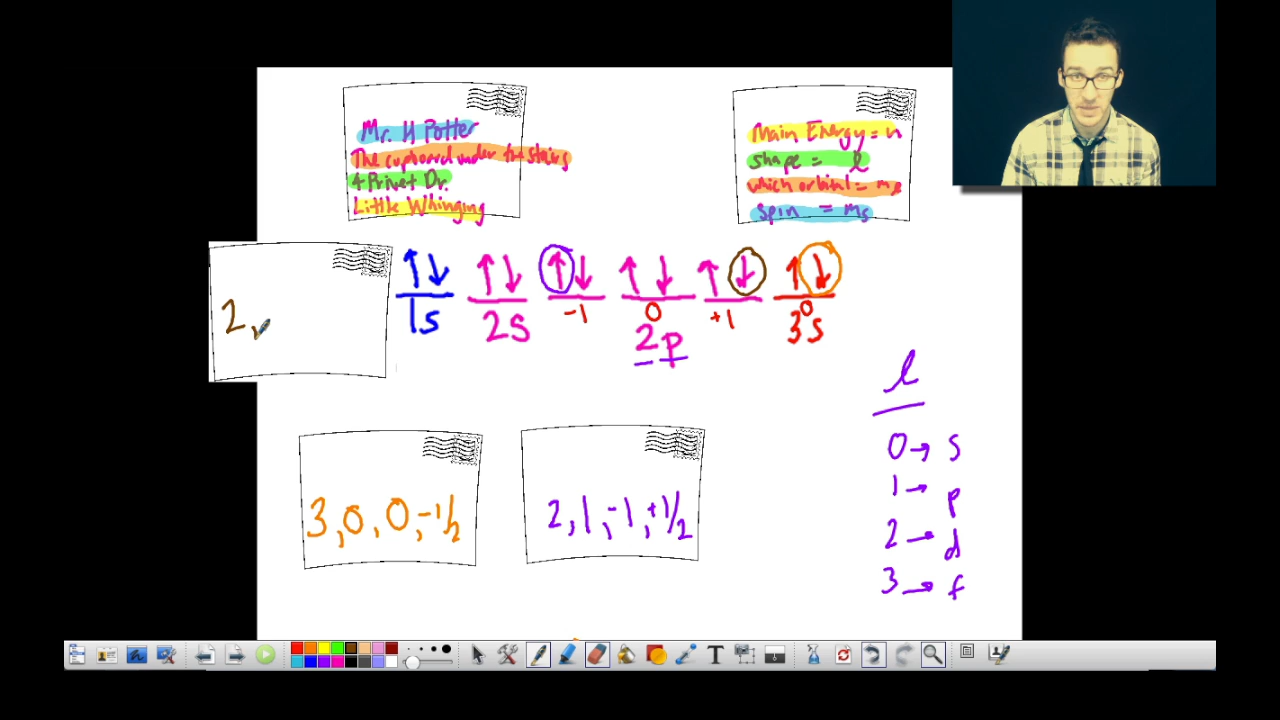 Mr. H Potter
The cupboard under the stairs
4 Privet Dr.
Little Whinging
Main Energy = n
shape = l
which orbital = ml
spin = ms
2,
↑↓ ↑↓ ↑↓ ↑↓ ↑↓ ↑↓
-1 0 +1 0
1s 2s 2p 3s
l
0→ s
1→ p
2→ d
3→ f
3,0,0,-1/2
2,1,-1,+1/2
T